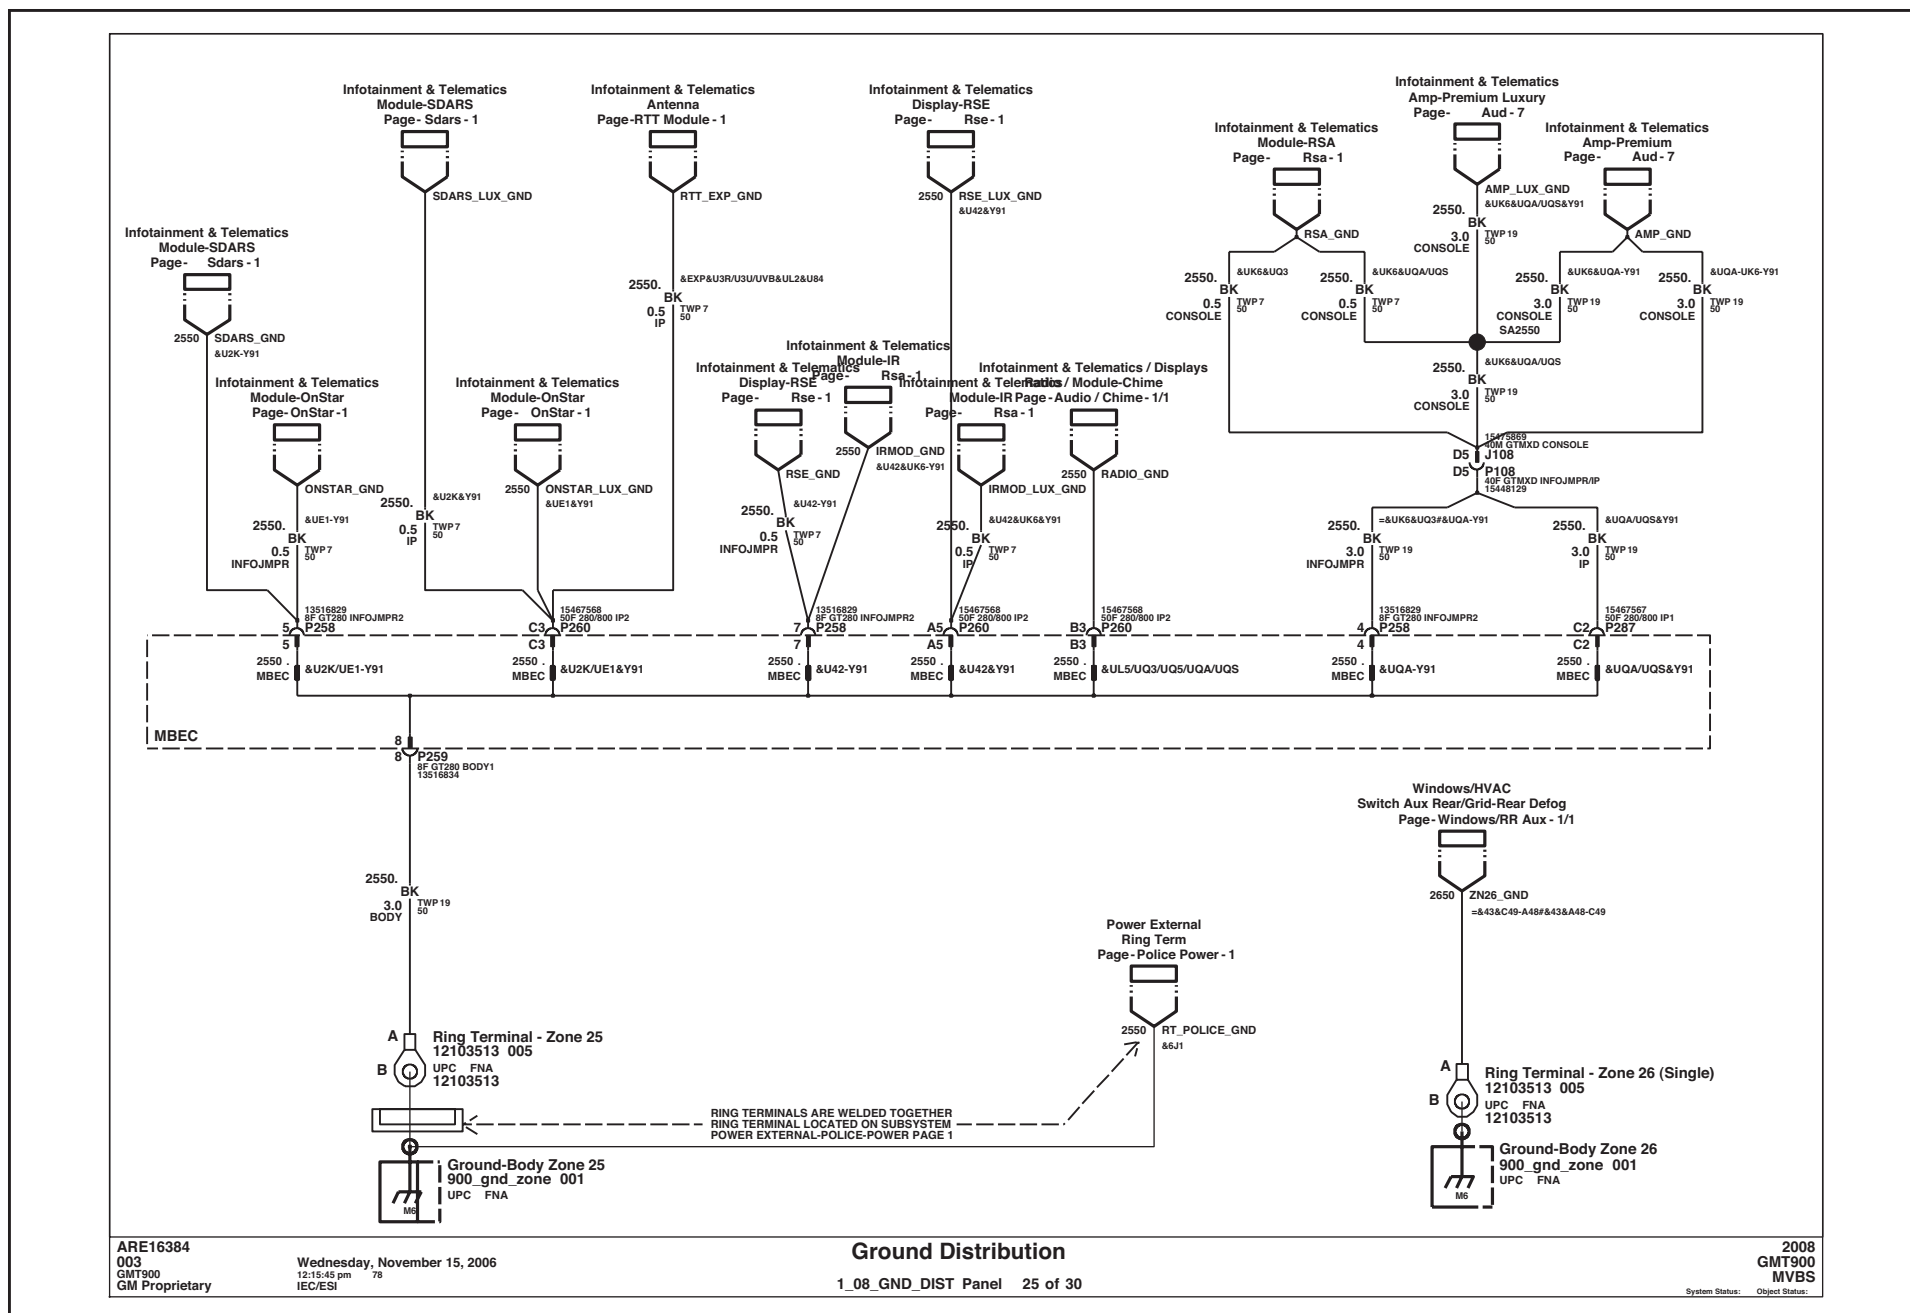 Infotainment & Telematics
Module-SDARS
Page- Sdars - 1
SDARS_LUX_GND
Infotainment & Telematics
Antenna
Page-RTT Module - 1
RTT_EXP_GND
Infotainment & Telematics
Display-RSE
Page- Rse - 1
2550 RSE_LUX_GND
&U42&Y91
Infotainment & Telematics
Module-RSA
Page- Rsa - 1
RSA_GND
Infotainment & Telematics
Amp-Premium Luxury
Page- Aud - 7
AMP_LUX_GND
&UK6&UQA/UQS&Y91
2550.
BK
3.0
CONSOLE
TWP 19
50
Infotainment & Telematics
Amp-Premium
Page- Aud - 7
AMP_GND
Infotainment & Telematics
Module-SDARS
Page- Sdars - 1
2550 SDARS_GND
&U2K-Y91
&EXP&U3R/U3U/UVB&UL2&U84
2550.
BK
0.5
IP
TWP 7
50
&UK6&UQ3
2550.
BK
0.5
CONSOLE
TWP 7
50
&UK6&UQA/UQS
2550.
BK
0.5
CONSOLE
TWP 7
50
&UK6&UQA-Y91
2550.
BK
3.0
CONSOLE
TWP 19
50
&UQA-UK6-Y91
2550.
BK
3.0
CONSOLE
TWP 19
50
SA2550
&UK6&UQA/UQS
2550.
BK
3.0
CONSOLE
TWP 19
50
Infotainment & Telematics
Module-OnStar
Page- OnStar - 1
ONSTAR_GND
&UE1-Y91
2550.
BK
0.5
INFOJMPR
TWP 7
50
&U2K&Y91
2550.
BK
0.5
IP
TWP 7
50
Infotainment & Telematics
Module-OnStar
Page- OnStar - 1
2550 ONSTAR_LUX_GND
&UE1&Y91
Infotainment & Telematics
Display-RSE
Page- Rse - 1
RSE_GND
&U42-Y91
2550.
BK
0.5
INFOJMPR
TWP 7
50
Infotainment & Telematics
Module-IR
Page- Rsa - 1
2550 IRMOD_GND
&U42&UK6-Y91
Infotainment & Telematics
Module-IR
Page- Rsa - 1
IRMOD_LUX_GND
&U42&UK6&Y91
2550.
BK
0.5
IP
TWP 7
50
Infotainment & Telematics / Displays
Radio / Module-Chime
Page - Audio / Chime - 1/1
2550 RADIO_GND
15475869
40M GTMXD CONSOLE
D5 J108
D5 P108
40F GTMXD INFOJMPR/IP
15448129
=&UK6&UQ3#&UQA-Y91
2550.
BK
3.0
INFOJMPR
TWP 19
50
&UQA/UQS&Y91
2550.
BK
3.0
IP
TWP 19
50
13516829
8F GT280 INFOJMPR2
5 P258
5
2550 .
MBEC
&U2K/UE1-Y91
15467568
50F 280/800 IP2
C3 P260
C3
2550 .
MBEC
&U2K/UE1&Y91
13516829
8F GT280 INFOJMPR2
7 P258
7
2550 .
MBEC
&U42-Y91
15467568
50F 280/800 IP2
A5 P260
A5
2550 .
MBEC
&U42&Y91
15467568
50F 280/800 IP2
B3 P260
B3
2550 .
MBEC
&UL5/UQ3/UQ5/UQA/UQS
13516829
8F GT280 INFOJMPR2
4 P258
4
2550 .
MBEC
&UQA-Y91
15467567
50F 280/800 IP1
C2 P287
C2
2550 .
MBEC
&UQA/UQS&Y91
MBEC
8
8 P259
8F GT280 BODY1
13516834
2550.
BK
3.0
BODY
TWP 19
50
Windows/HVAC
Switch Aux Rear/Grid-Rear Defog
Page- Windows/RR Aux - 1/1
2650 ZN26_GND
=&43&C49-A48#&43&A48-C49
Power External
Ring Term
Page - Police Power - 1
2550 RT_POLICE_GND
&6J1
A
B
Ring Terminal - Zone 25
12103513 005
UPC FNA
12103513
RING TERMINALS ARE WELDED TOGETHER
RING TERMINAL LOCATED ON SUBSYSTEM
POWER EXTERNAL-POLICE-POWER PAGE 1
Ground-Body Zone 25
900_gnd_zone 001
UPC FNA
M6
A
B
Ring Terminal - Zone 26 (Single)
12103513 005
UPC FNA
12103513
Ground-Body Zone 26
900_gnd_zone 001
UPC FNA
M6
ARE16384
003
GMT900
GM Proprietary
Wednesday, November 15, 2006
12:15:45 pm 78
IEC/ESI
Ground Distribution
1_08_GND_DIST Panel 25 of 30
2008
GMT900
MVBS
System Status: Object Status: